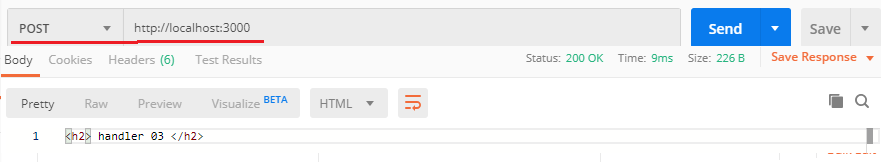 POST http://localhost:3000 Send Save
Body Cookies Headers (6) Test Results Status: 200 OK Time: 9ms Size: 226 B Save Response
Pretty Raw Preview Visualize BETA HTML
1 <h2> handler 03 </h2>